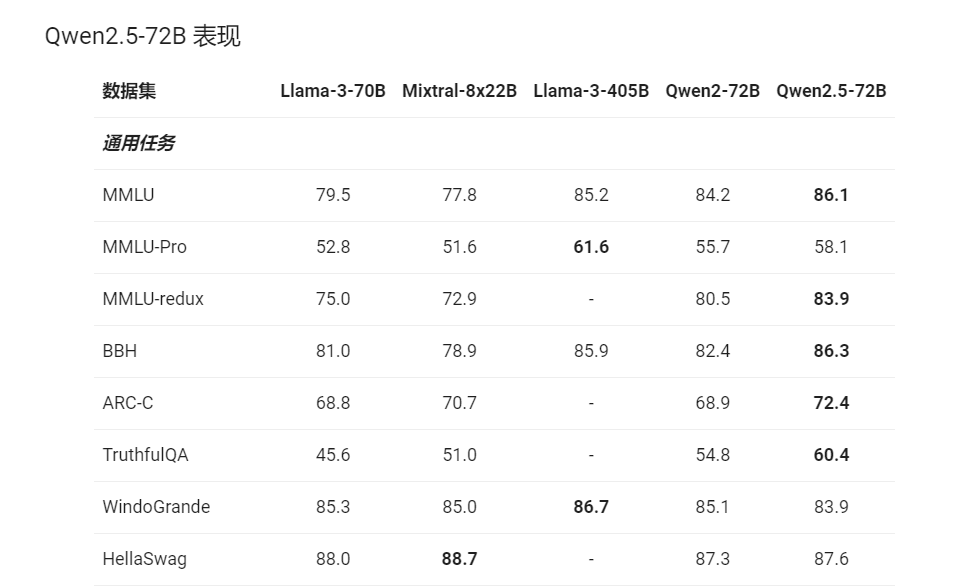 Qwen2.5-72B 表现
数据集 Llama-3-70B Mixtral-8x22B Llama-3-405B Qwen2-72B Qwen2.5-72B
通用任务
MMLU 79.5 77.8 85.2 84.2 86.1
MMLU-Pro 52.8 51.6 61.6 55.7 58.1
MMLU-redux 75.0 72.9 - 80.5 83.9
BBH 81.0 78.9 85.9 82.4 86.3
ARC-C 68.8 70.7 - 68.9 72.4
TruthfulQA 45.6 51.0 - 54.8 60.4
WindoGrande 85.3 85.0 86.7 85.1 83.9
HellaSwag 88.0 88.7 - 87.3 87.6